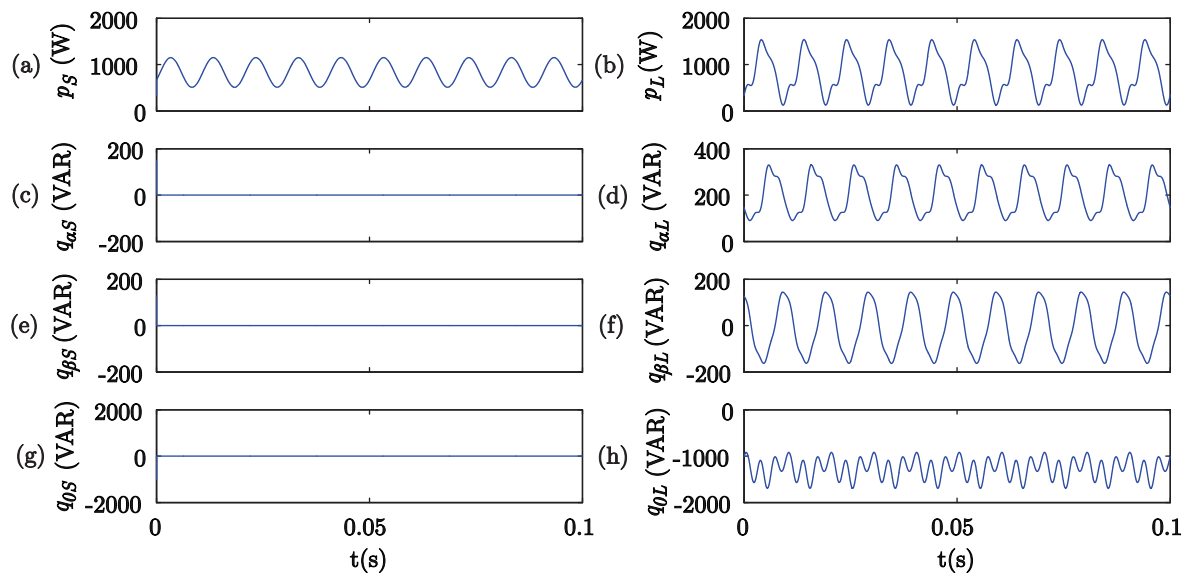 (a) p_S (W) 2000 1000 0
(b) p_L (W) 2000 1000 0
(c) q_αS (VAR) 200 0 -200
(d) q_αL (VAR) 400 200 0
(e) q_βS (VAR) 200 0 -200
(f) q_βL (VAR) 200 0 -200
(g) q_0S (VAR) 2000 0 -2000
(h) q_0L (VAR) 0 -1000 -2000
0 0.05 0.1
0 0.05 0.1
t(s)
t(s)